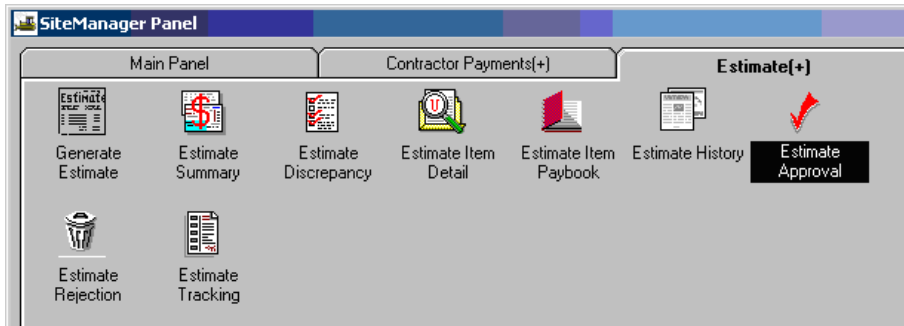 SiteManager Panel
Main Panel
Contractor Payments(+)
Estimate(+)
Estimate
Generate
Estimate
Estimate
Summary
Estimate
Discrepancy
Estimate Item
Detail
Estimate Item
Paybook
Estimate History
Estimate
Approval
Estimate
Rejection
Estimate
Tracking